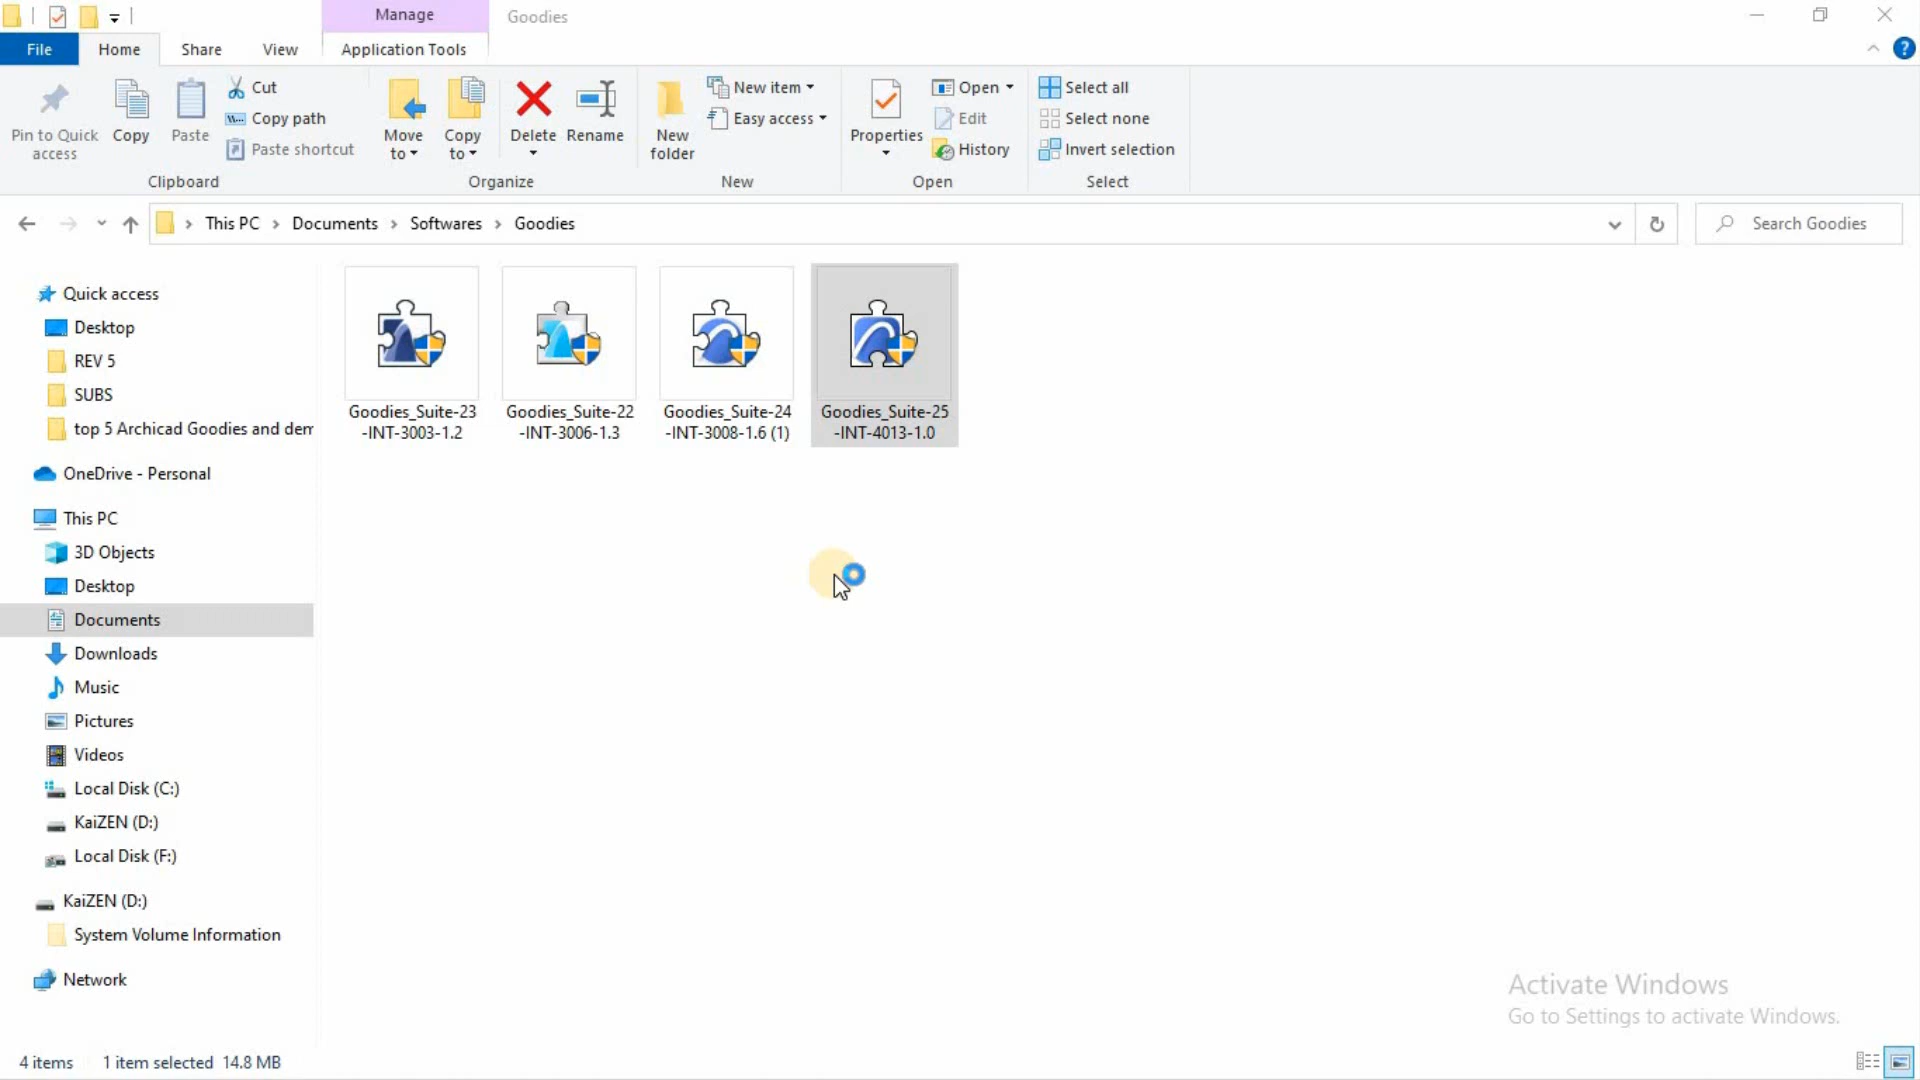 Manage
Goodies
File
Home
Share
View
Application Tools
Pin to Quick access
Copy
Paste
Cut
Copy path
Paste shortcut
Clipboard
Move to
Copy to
Delete
Rename
Organize
New folder
New item
Easy access
New
Properties
Open
Edit
History
Open
Select all
Select none
Invert selection
Select
This PC
Documents
Softwares
Goodies
Search Goodies
Quick access
Desktop
REV 5
SUBS
top 5 Archicad Goodies and dem
OneDrive - Personal
This PC
3D Objects
Desktop
Documents
Downloads
Music
Pictures
Videos
Local Disk (C:)
KaiZEN (D:)
Local Disk (F:)
KaiZEN (D:)
System Volume Information
Network
Goodies_Suite-23
-INT-3003-1.2
Goodies_Suite-22
-INT-3006-1.3
Goodies_Suite-24
-INT-3008-1.6 (1)
Goodies_Suite-25
-INT-4013-1.0
Activate Windows
Go to Settings to activate Windows.
4 items
1 item selected 14.8 MB